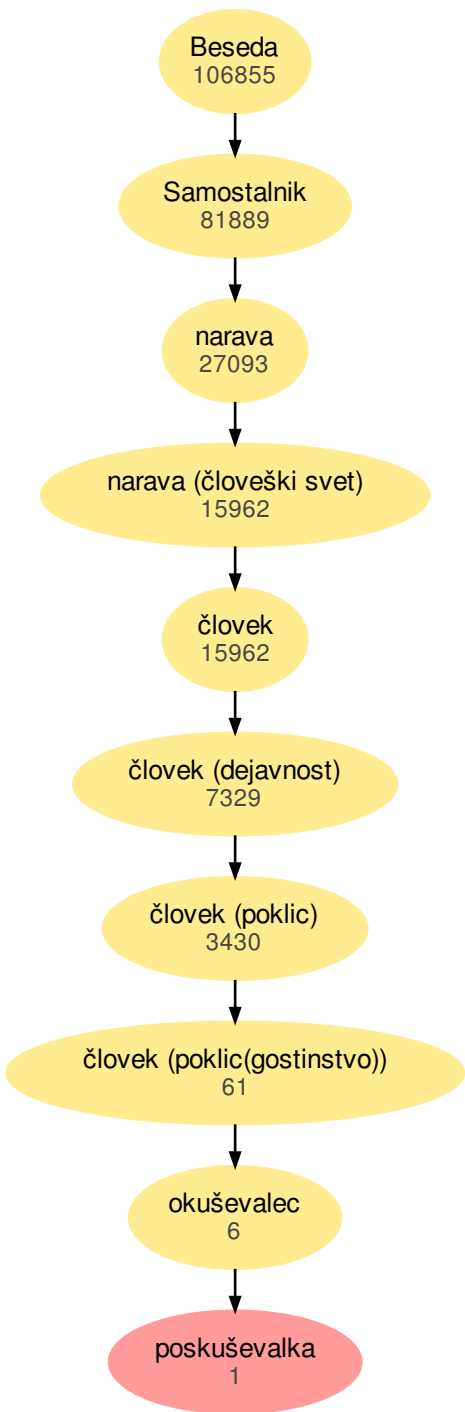 Beseda
106855
Samostalnik
81889
narava
27093
narava (človeški svet)
15962
človek
15962
človek (dejavnost)
7329
človek (poklic)
3430
človek (poklic(gostinstvo))
61
okuševalec
6
poskuševalka
1